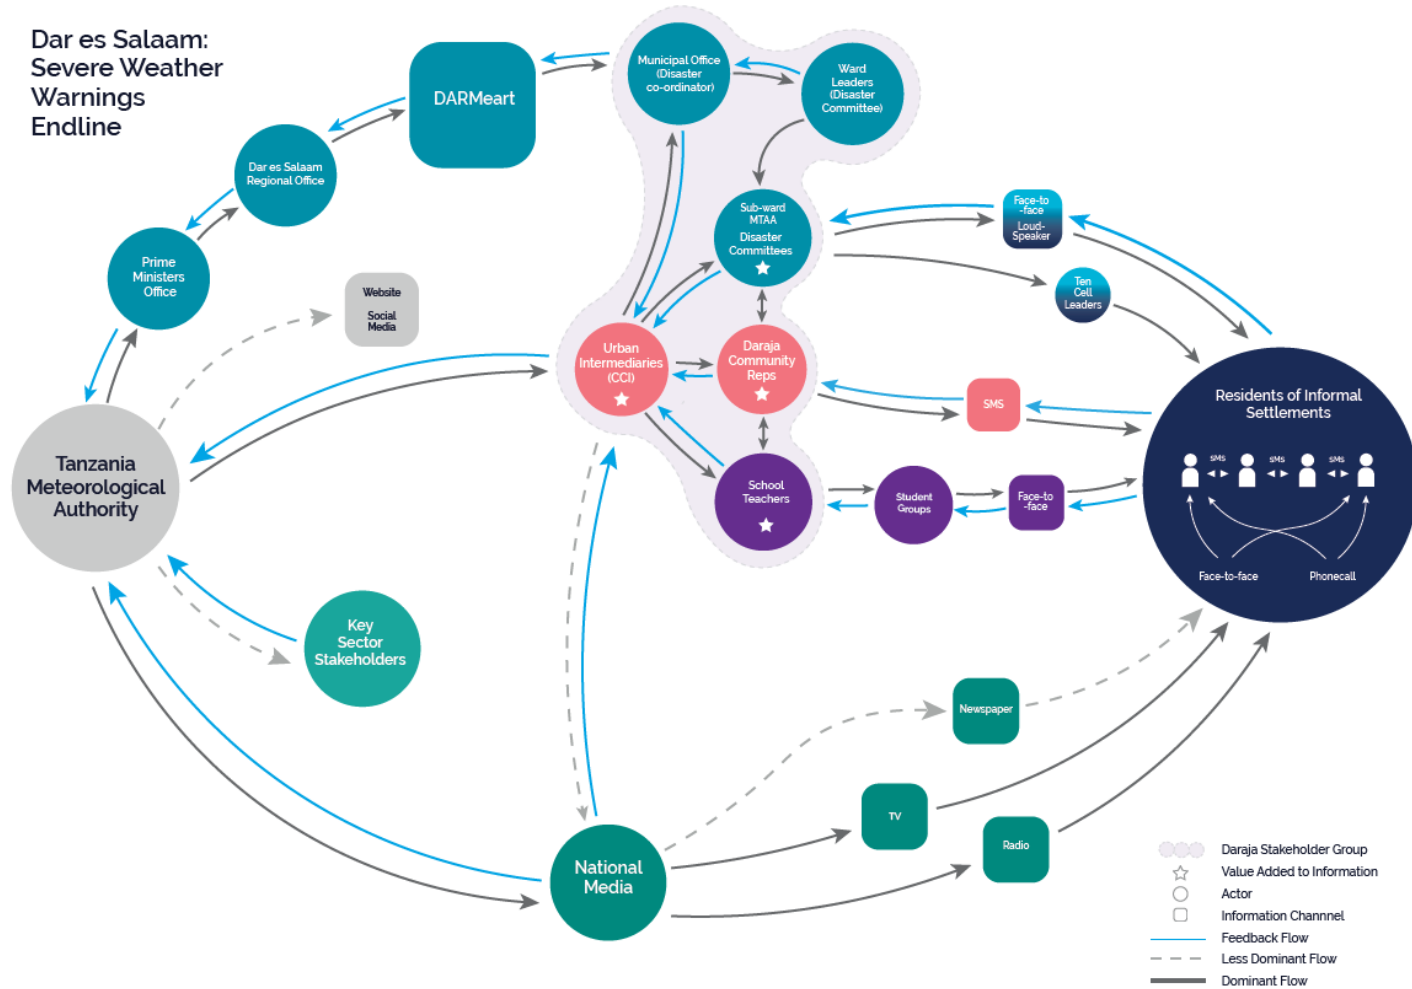 Dar es Salaam:
Severe Weather
Warnings
Endline
DARMeart
Municipal Office
(Disaster
co-ordinator)
Ward
Leaders
(Disaster
Committee)
Dar es Salaam
Regional Office
Prime
Ministers
Office
Website
Social
Media
Sub-ward
MTAA
Disaster
Committees
Face-to
-face
Loud-
Speaker
Ten
Cell
Leaders
Urban
Intermediaries
(CCI)
Daraja
Community
Reps
SMS
Residents of Informal
Settlements
SMS
SMS
SMS
Face-to-face
Phonecall
Tanzania
Meteorological
Authority
School
Teachers
Student
Groups
Face-to
-face
Key
Sector
Stakeholders
Newspaper
TV
Radio
National
Media
Daraja Stakeholder Group
Value Added to Information
Actor
Information Channnel
Feedback Flow
Less Dominant Flow
Dominant Flow